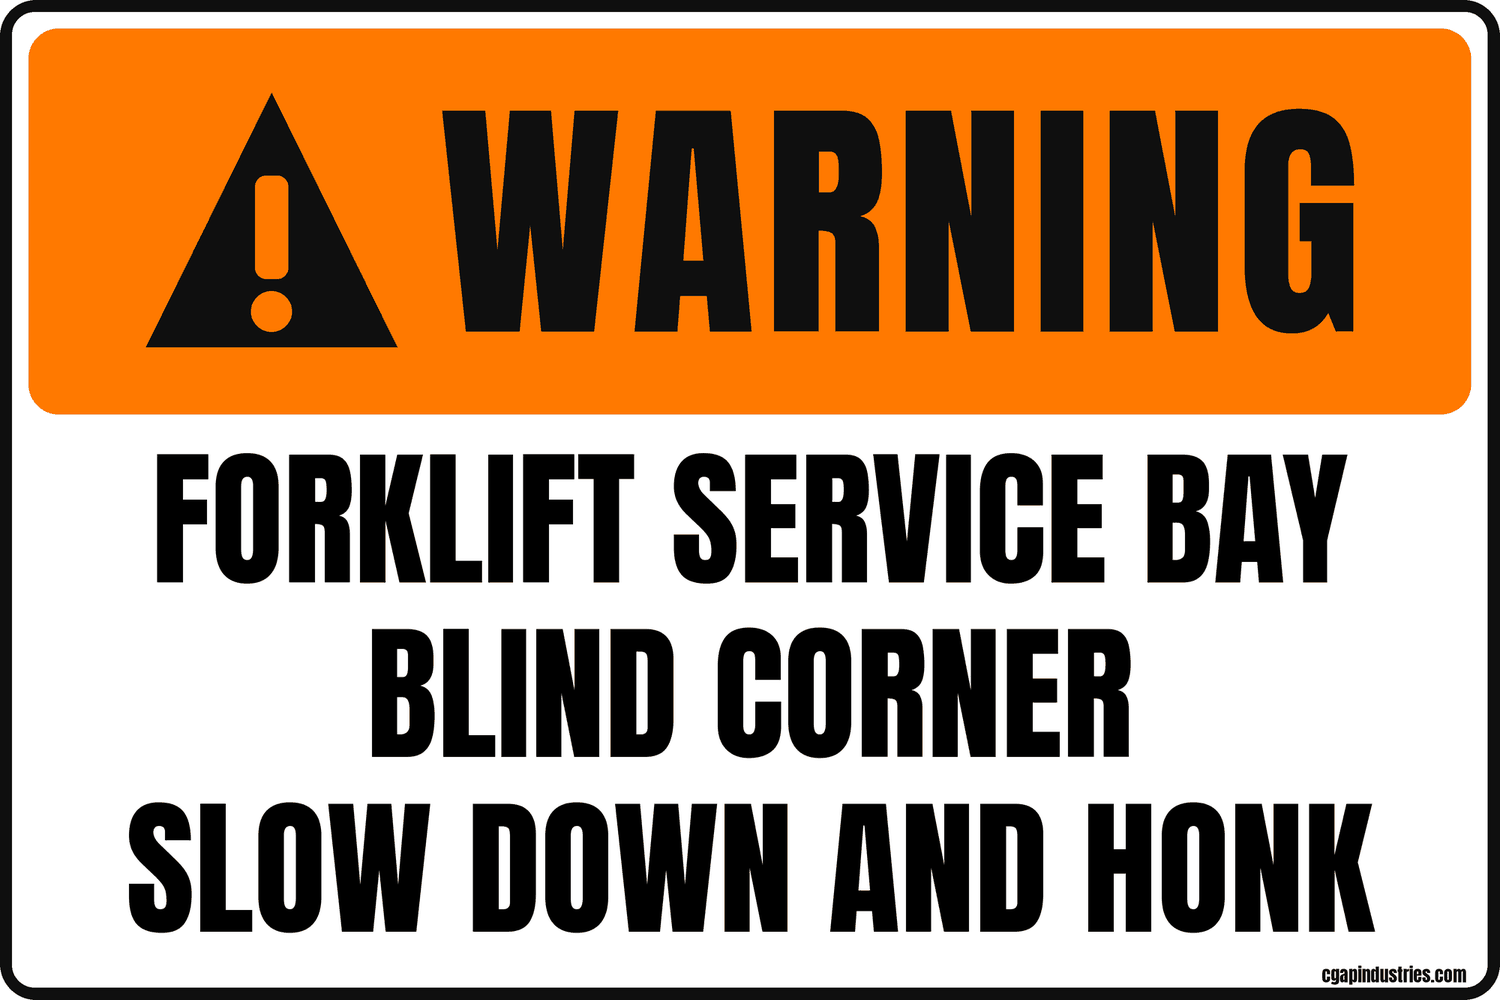 WARNING
FORKLIFT SERVICE BAY
BLIND CORNER
SLOW DOWN AND HONK
cgapindustries.com